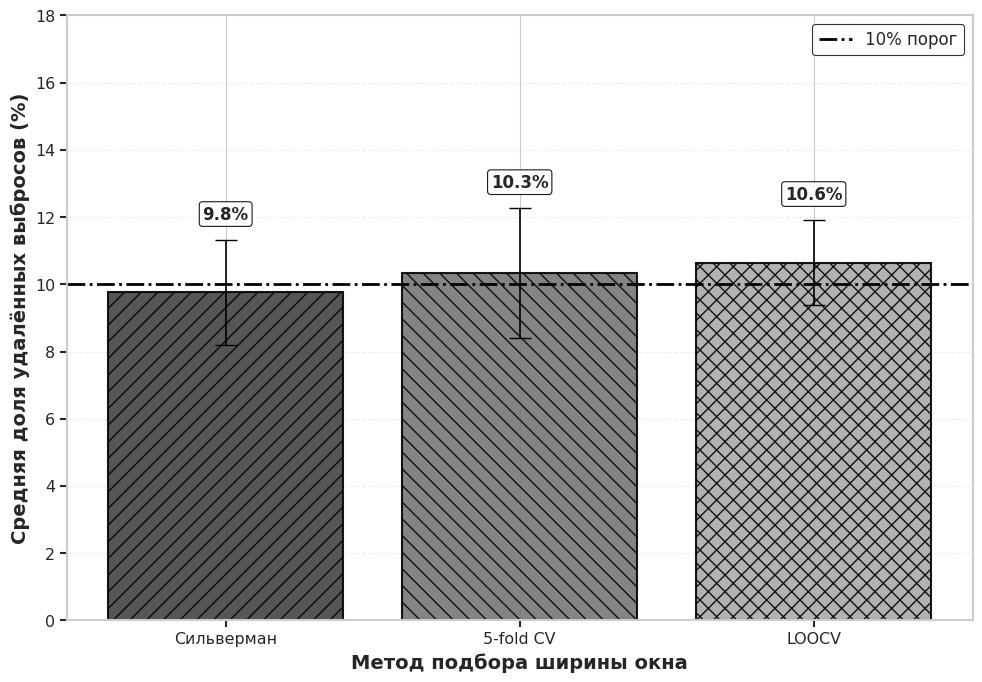 18
16
14
12
10
8
6
4
2
0
Средняя доля удалённых выбросов (%)
10% порог
9.8%
10.3%
10.6%
Сильверман
5-fold CV
LOOCV
Метод подбора ширины окна